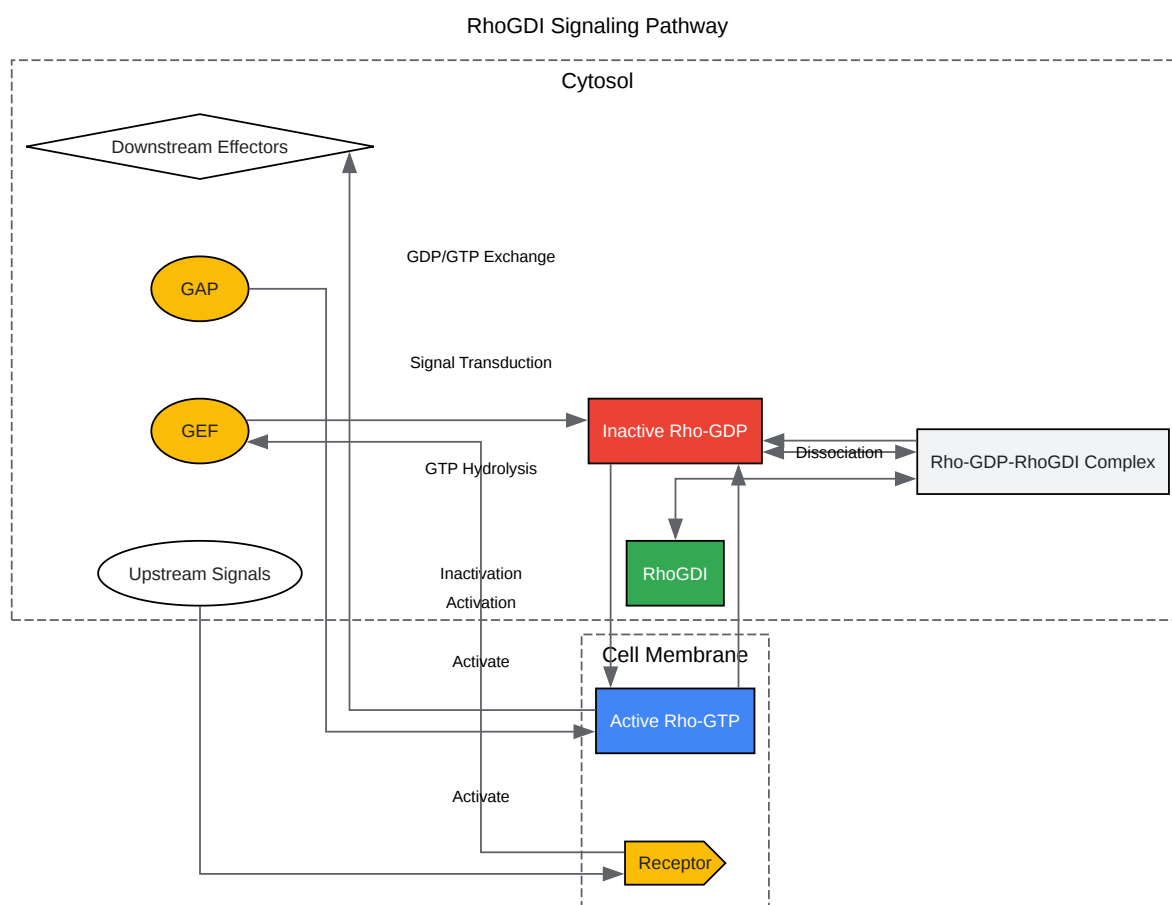 RhoGDI Signaling Pathway
Cytosol
Downstream Effectors
GDP/GTP Exchange
GAP
Signal Transduction
GEF
Inactive Rho-GDP
Dissociation
Rho-GDP-RhoGDI Complex
GTP Hydrolysis
Upstream Signals
Inactivation
RhoGDI
Activation
Cell Membrane
Activate
Active Rho-GTP
Activate
Receptor